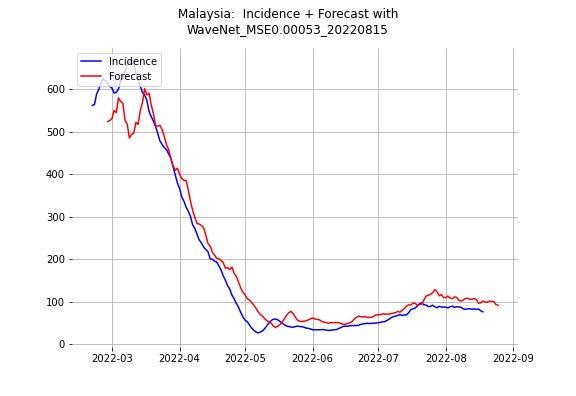 Malaysia:  Incidence + Forecast with
WaveNet_MSE0.00053_20220815
Incidence
Forecast
600
500
400
300
200
100
0
2022-03 2022-04 2022-05 2022-06 2022-07 2022-08 2022-09